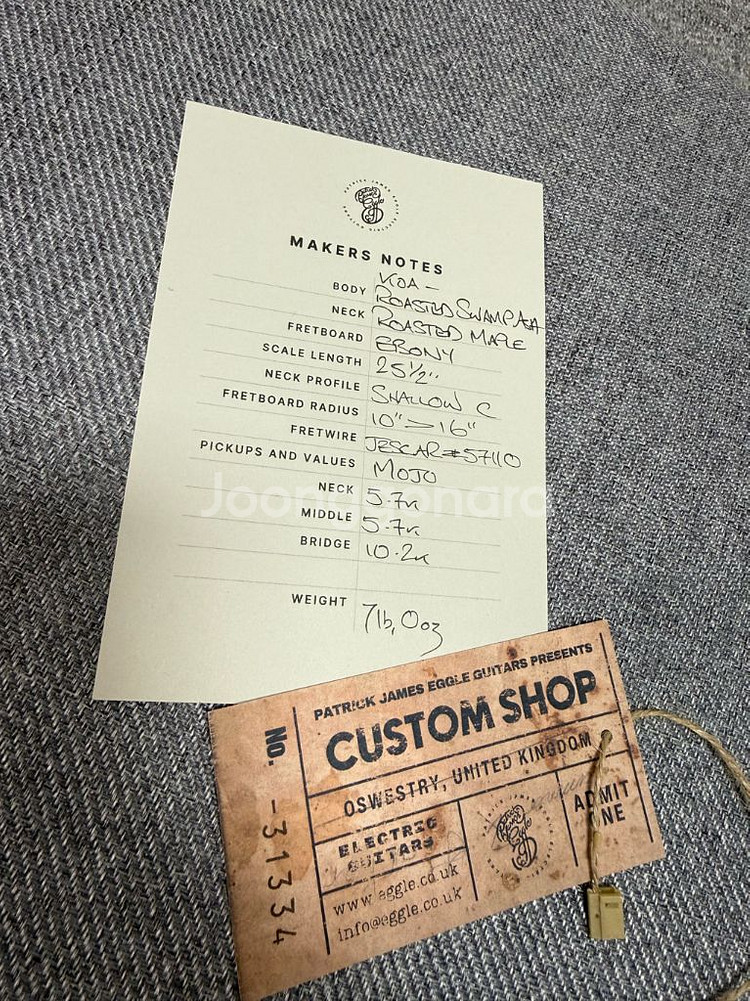 MAKERS NOTES
BODY KOA - ROASTED SWAMP ASH
NECK ROASTED MAPLE
FRETBOARD EBONY
SCALE LENGTH 25½"
NECK PROFILE SHALLOW C
FRETBOARD RADIUS 10" > 16"
FRETWIRE JESCAR #57110
PICKUPS AND VALUES MOJO
NECK 5.7K
MIDDLE 5.7K
BRIDGE 10.2K
WEIGHT 7lb, 0oz
Joongonara
PATRICK JAMES EGGLE GUITARS PRESENTS
CUSTOM SHOP
OSWESTRY, UNITED KINGDOM
ELECTRIC
GUITARS
www.eggle.co.uk
info@eggle.co.uk
ADMIT
ONE
No. -31334